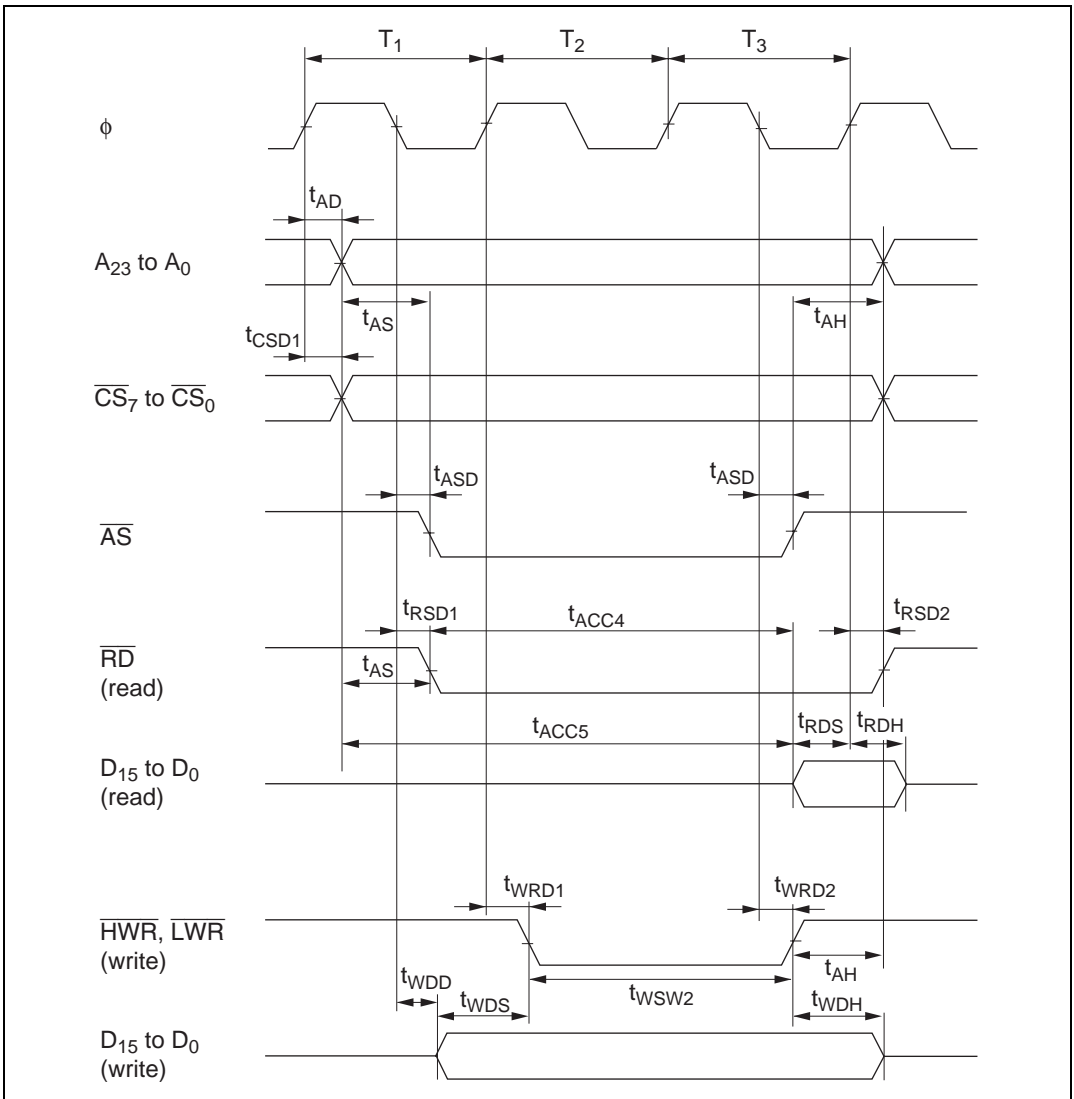 T1 T2 T3
φ
tAD
A23 to A0
tAS tAH
tCSD1
CS7 to CS0
tASD tASD
AS
tRSD1 tACC4 tRSD2
RD
(read)
tAS
tACC5 tRDS tRDH
D15 to D0
(read)
tWRD1 tWRD2
HWR, LWR
(write)
tAH
tWDD tWDS tWSW2 tWDH
D15 to D0
(write)